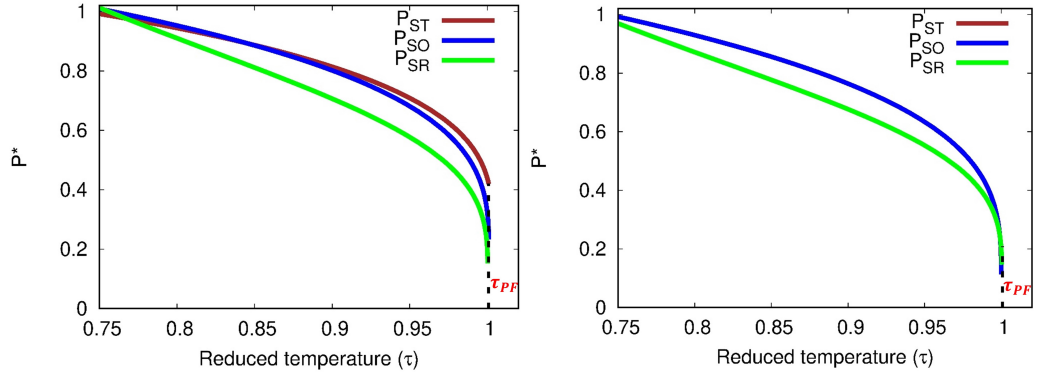 P_ST
P_SO
P_SR
P*
1
0.8
0.6
0.4
0.2
0
τ_PF
0.75 0.8 0.85 0.9 0.95 1
Reduced temperature (τ)
P_ST
P_SO
P_SR
P*
1
0.8
0.6
0.4
0.2
0
τ_PF
0.75 0.8 0.85 0.9 0.95 1
Reduced temperature (τ)